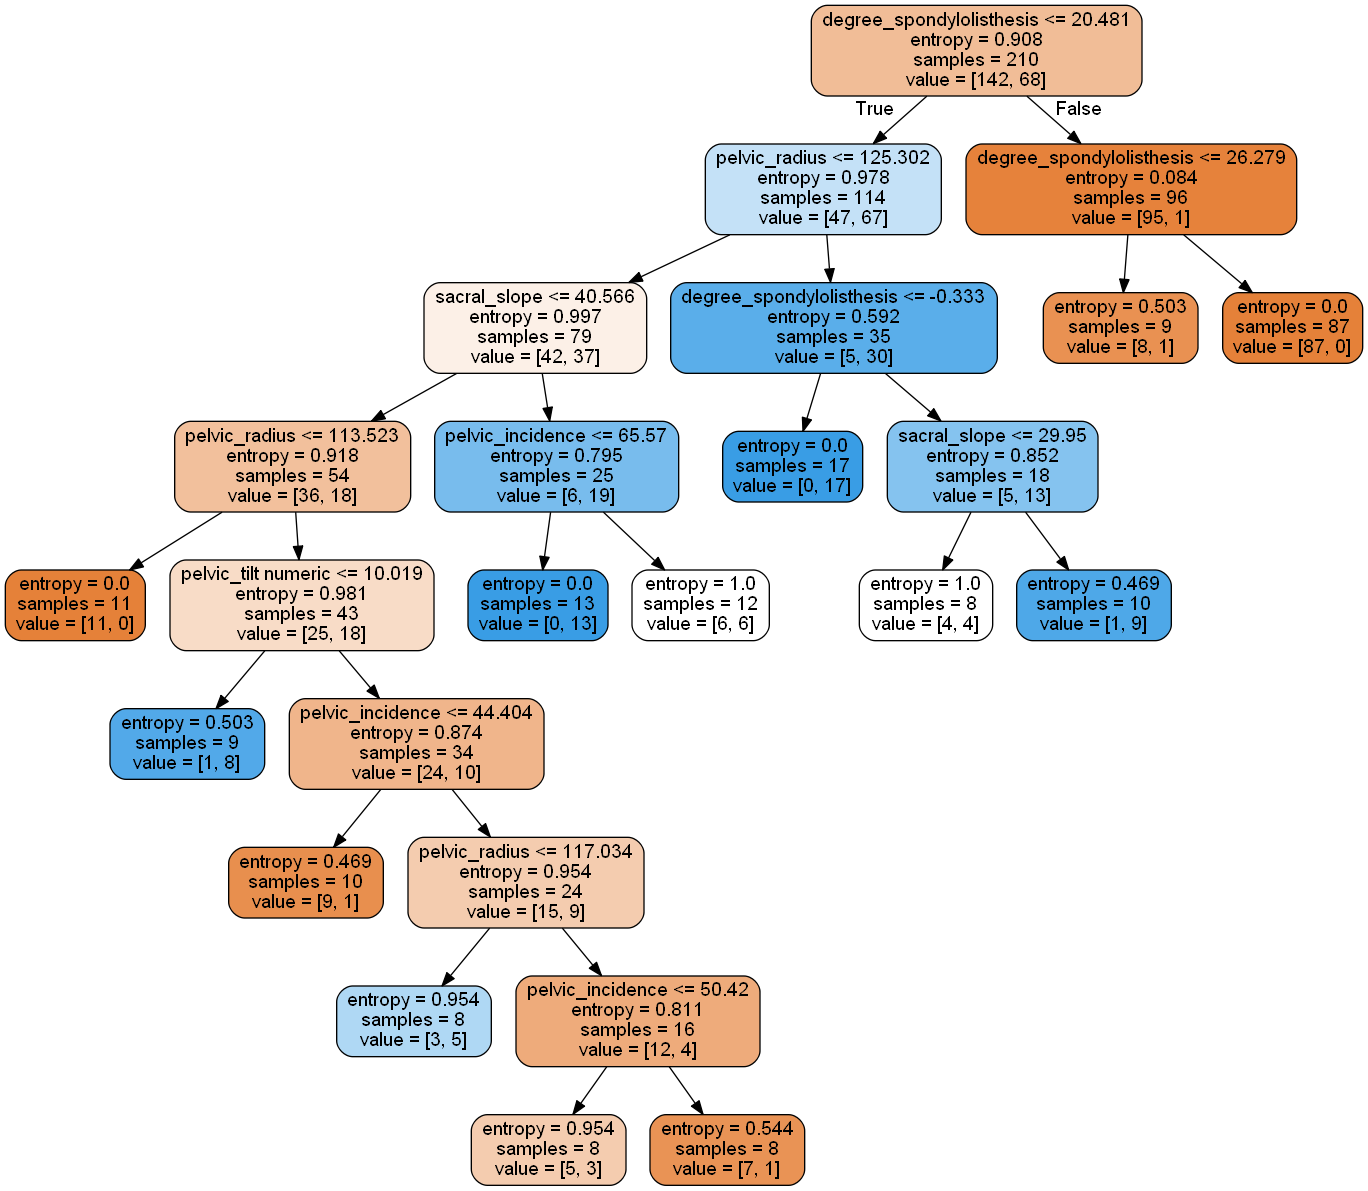 degree_spondylolisthesis <= 20.481
entropy = 0.908
samples = 210
value = [142, 68]
True
False
pelvic_radius <= 125.302
entropy = 0.978
samples = 114
value = [47, 67]
degree_spondylolisthesis <= 26.279
entropy = 0.084
samples = 96
value = [95, 1]
sacral_slope <= 40.566
entropy = 0.997
samples = 79
value = [42, 37]
degree_spondylolisthesis <= -0.333
entropy = 0.592
samples = 35
value = [5, 30]
entropy = 0.503
samples = 9
value = [8, 1]
entropy = 0.0
samples = 87
value = [87, 0]
pelvic_radius <= 113.523
entropy = 0.918
samples = 54
value = [36, 18]
pelvic_incidence <= 65.57
entropy = 0.795
samples = 25
value = [6, 19]
entropy = 0.0
samples = 17
value = [0, 17]
sacral_slope <= 29.95
entropy = 0.852
samples = 18
value = [5, 13]
entropy = 0.0
samples = 11
value = [11, 0]
pelvic_tilt numeric <= 10.019
entropy = 0.981
samples = 43
value = [25, 18]
entropy = 0.0
samples = 13
value = [0, 13]
entropy = 1.0
samples = 12
value = [6, 6]
entropy = 1.0
samples = 8
value = [4, 4]
entropy = 0.469
samples = 10
value = [1, 9]
entropy = 0.503
samples = 9
value = [1, 8]
pelvic_incidence <= 44.404
entropy = 0.874
samples = 34
value = [24, 10]
entropy = 0.469
samples = 10
value = [9, 1]
pelvic_radius <= 117.034
entropy = 0.954
samples = 24
value = [15, 9]
entropy = 0.954
samples = 8
value = [3, 5]
pelvic_incidence <= 50.42
entropy = 0.811
samples = 16
value = [12, 4]
entropy = 0.954
samples = 8
value = [5, 3]
entropy = 0.544
samples = 8
value = [7, 1]